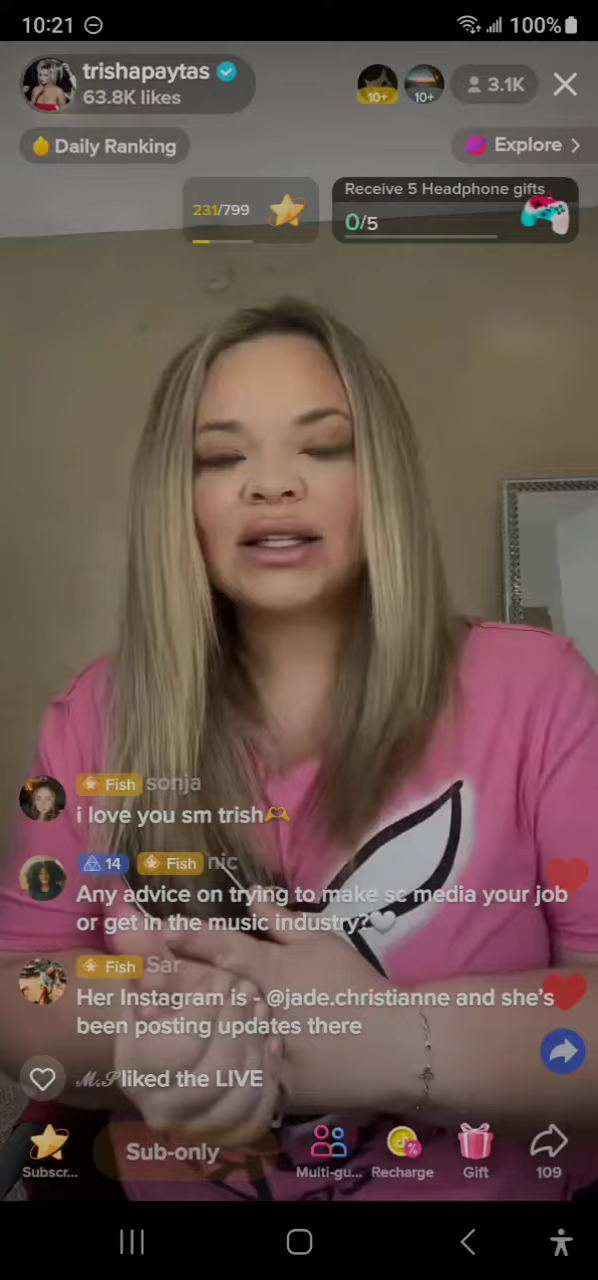 10:21 100%
trishapaytas
63.8K likes
10+ 10+ 3.1K
Daily Ranking Explore >
231/799 Receive 5 Headphone gifts
0/5
Fish sonja
i love you sm trish🫶
14 Fish nic
Any advice on trying to make sc media your job
or get in the music industry?🤍
Fish Sar
Her Instagram is - @jade.christianne and she's
been posting updates there
ℳ.𝒮 liked the LIVE
Sub-only
Subscr... Multi-gu... Recharge Gift 109